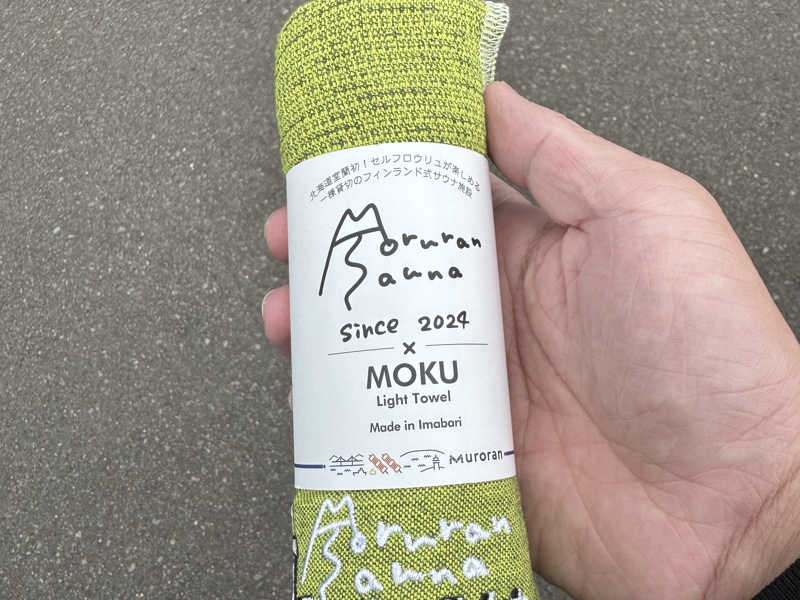 北海道室蘭初！セルフロウリュが楽しめる
一棟貸切のフィンランド式サウナ施設
Moruran
Sauna
Since 2024
×
MOKU
Light Towel
Made in Imabari
Muroran
Moruran
Sauna